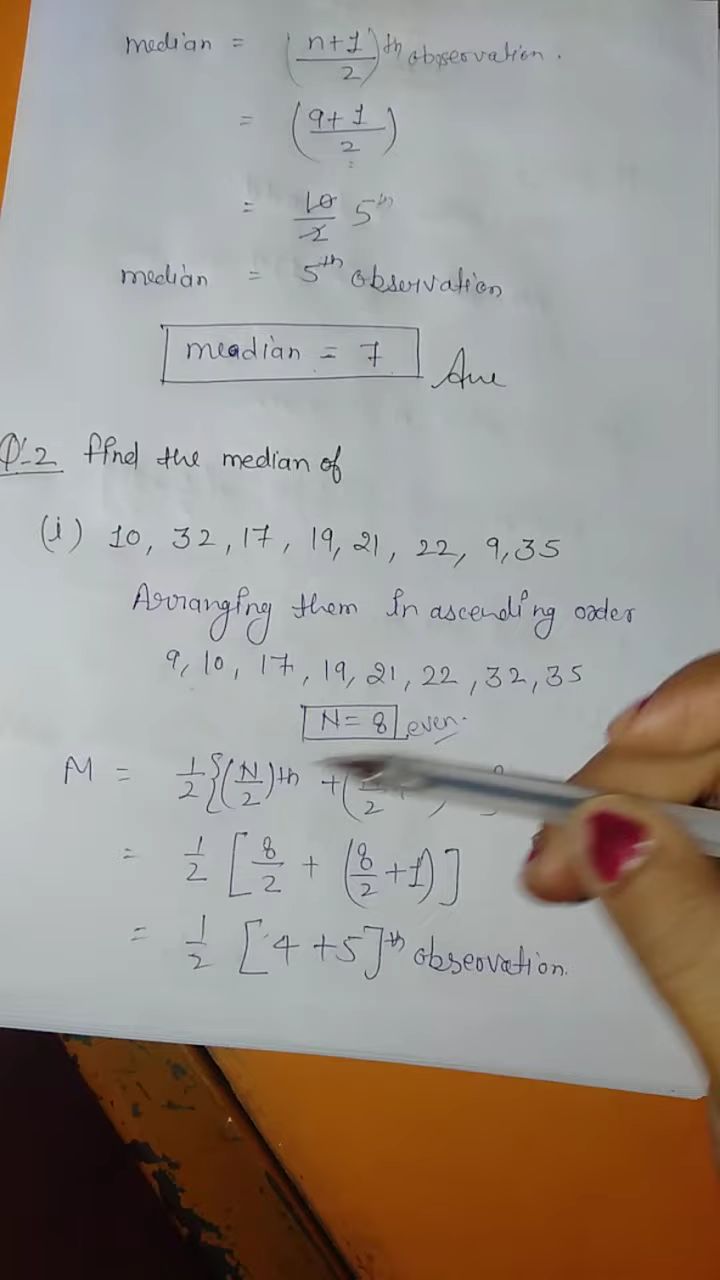 median = (n+1/2)th observation.
= (9+1/2)
= 10/2 5th
median = 5th observation
meadian = 7 Ans
Q-2 find the median of
(i) 10, 32, 17, 19, 21, 22, 9, 35
Arranging them in ascending order
9, 10, 17, 19, 21, 22, 32, 35
N = 8 even.
M = 1/2 {(N/2)th + (
= 1/2 [8/2 + (8/2 + 1)]
= 1/2 [4 + 5]th observation.